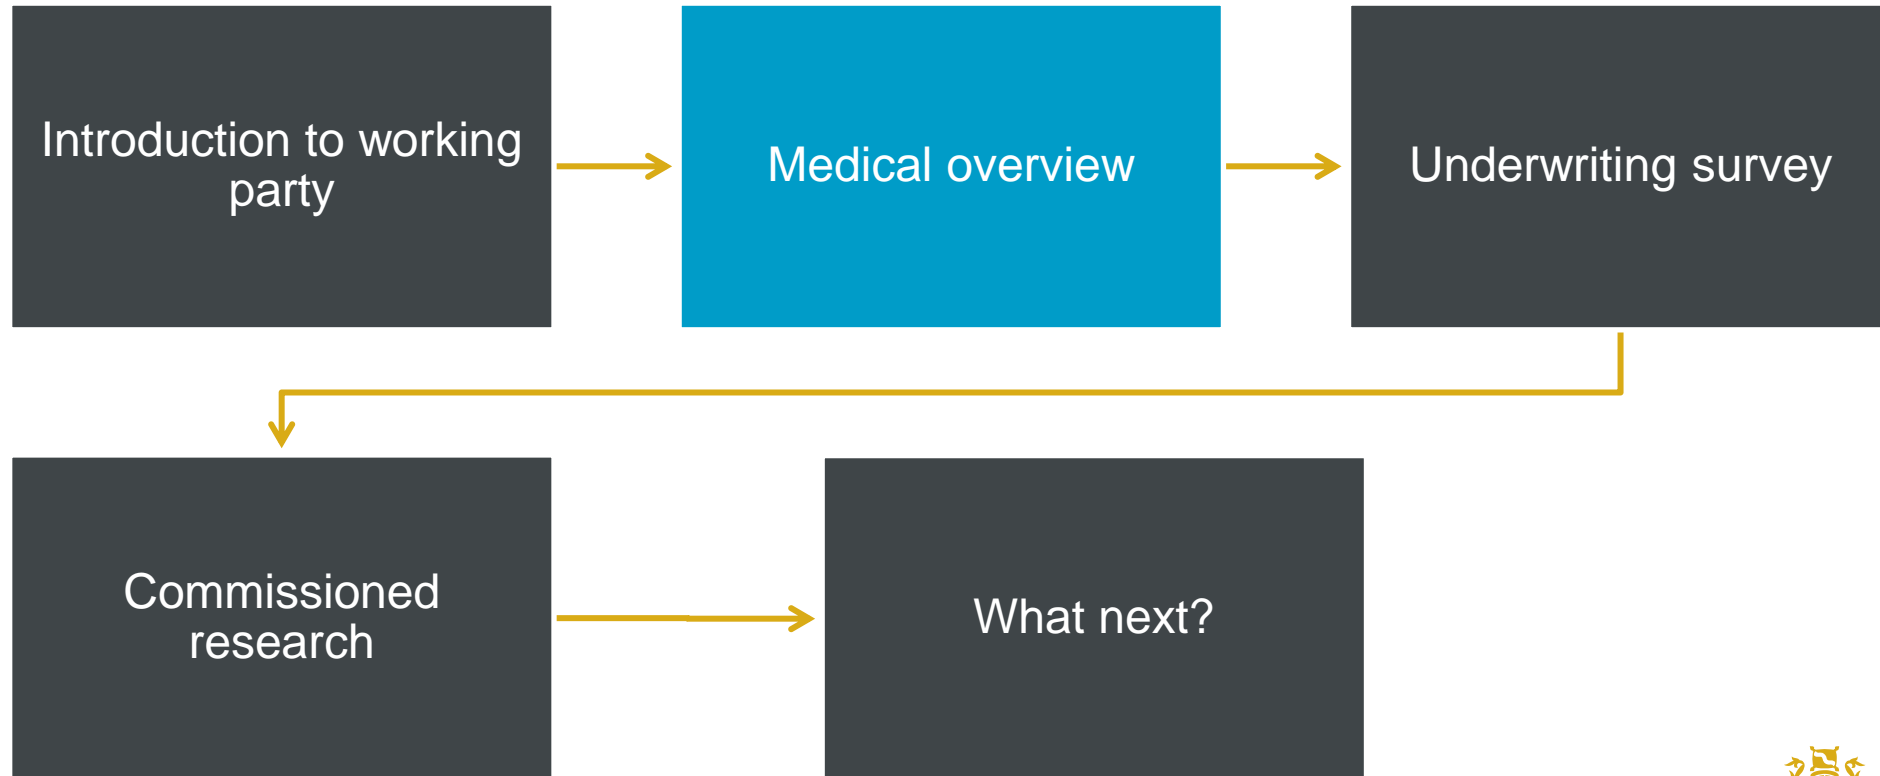 Introduction to working
party
Medical overview
Underwriting survey
Commissioned
research
What next?